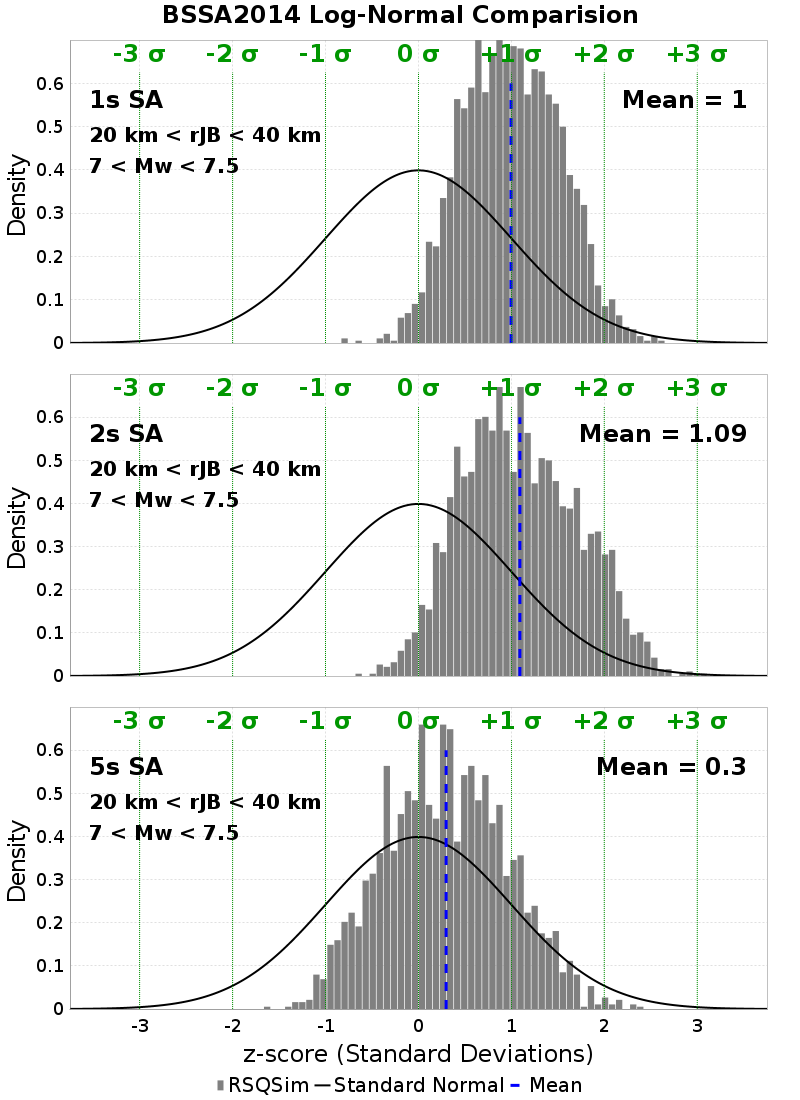 BSSA2014 Log-Normal Comparision
-3 σ -2 σ -1 σ 0 σ +1 σ +2 σ +3 σ
1s SA
Mean = 1
20 km < rJB < 40 km
7 < Mw < 7.5
Density
0.6
0.5
0.4
0.3
0.2
0.1
0
-3 σ -2 σ -1 σ 0 σ +1 σ +2 σ +3 σ
2s SA
Mean = 1.09
20 km < rJB < 40 km
7 < Mw < 7.5
Density
0.6
0.5
0.4
0.3
0.2
0.1
0
-3 σ -2 σ -1 σ 0 σ +1 σ +2 σ +3 σ
5s SA
Mean = 0.3
20 km < rJB < 40 km
7 < Mw < 7.5
Density
0.6
0.5
0.4
0.3
0.2
0.1
0
-3 -2 -1 0 1 2 3
z-score (Standard Deviations)
RSQSim Standard Normal Mean